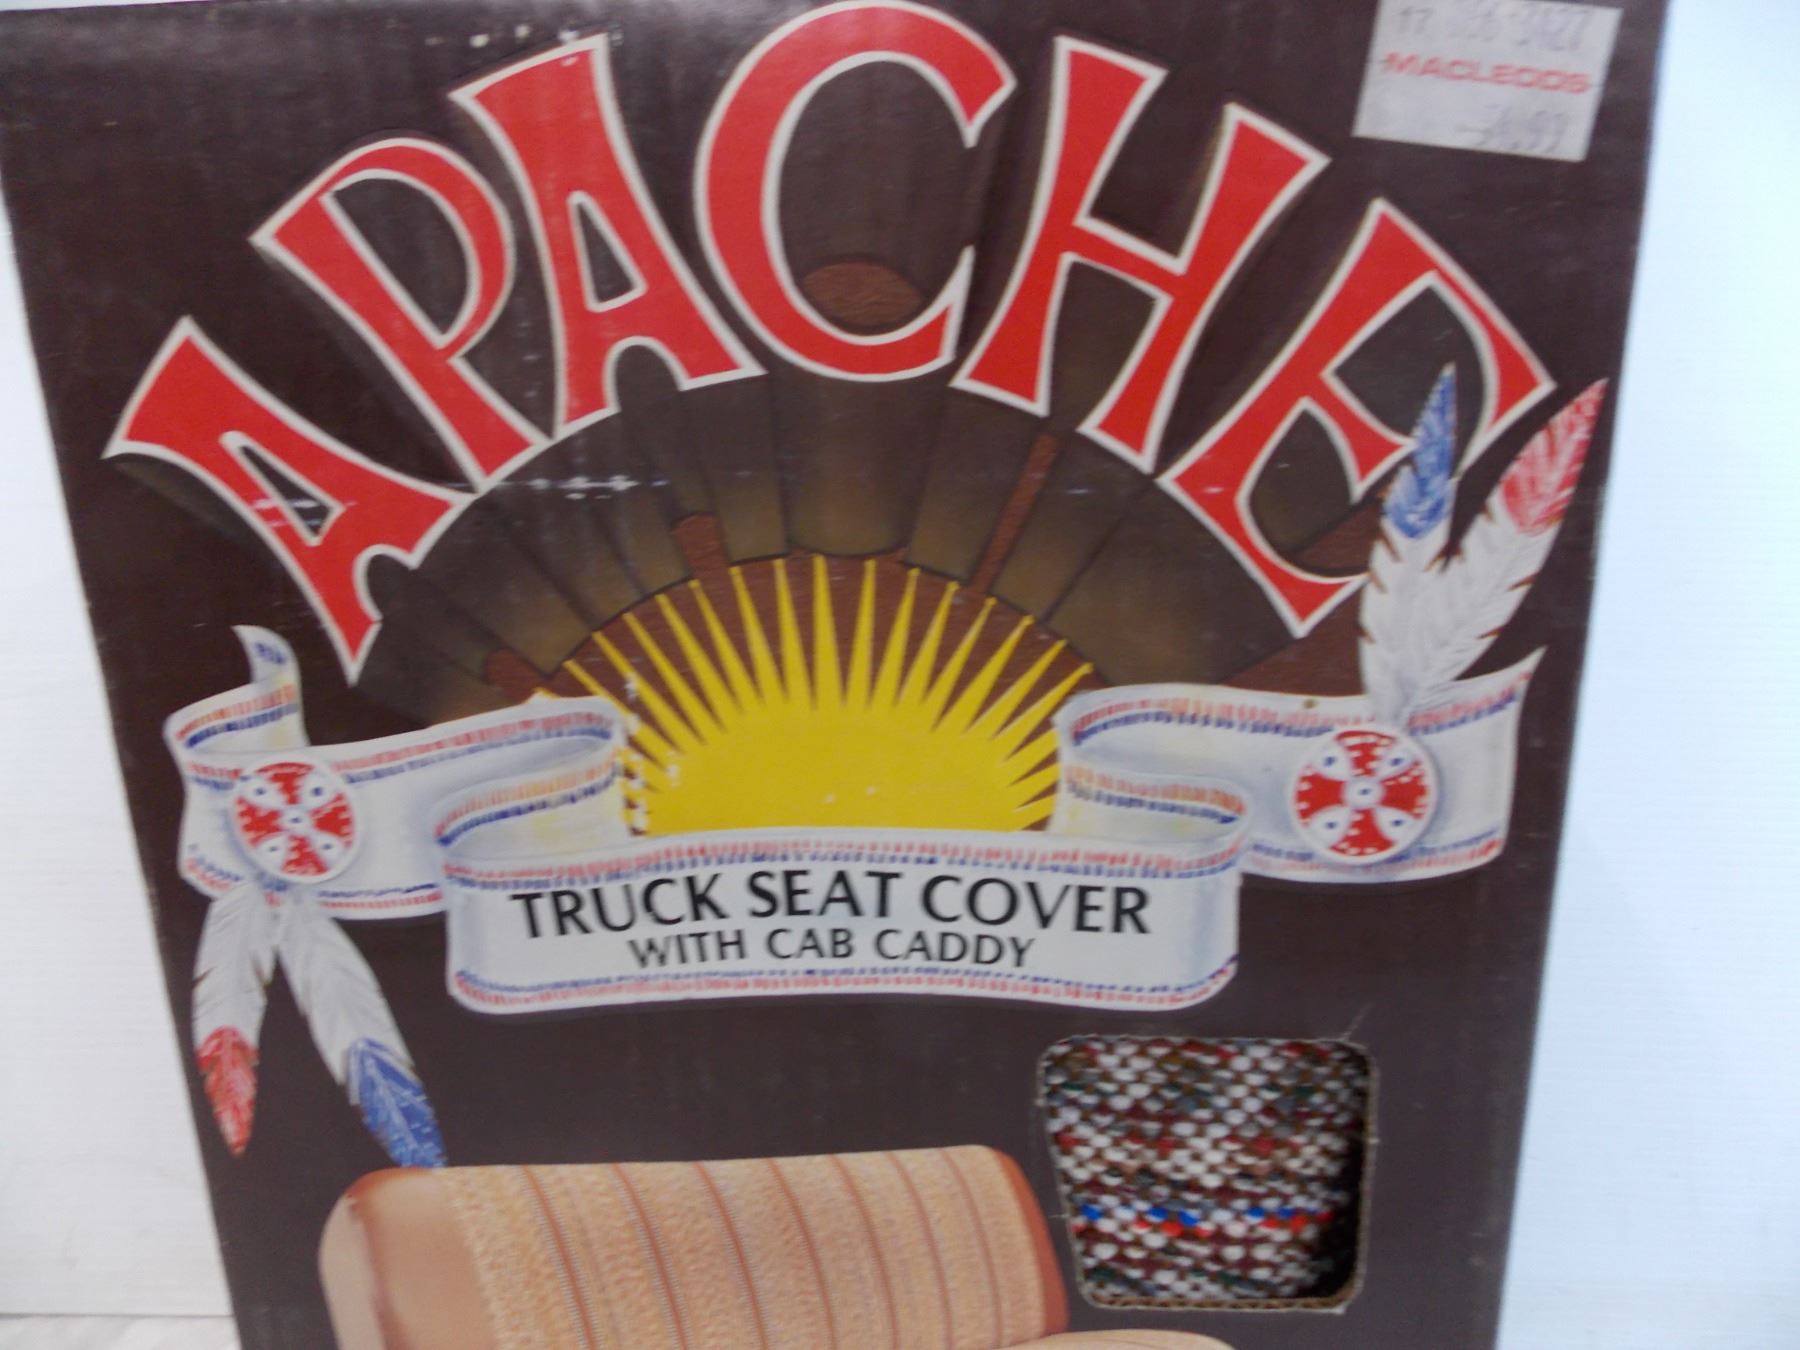 MACLEODS
APACHE
TRUCK SEAT COVER
WITH CAB CADDY